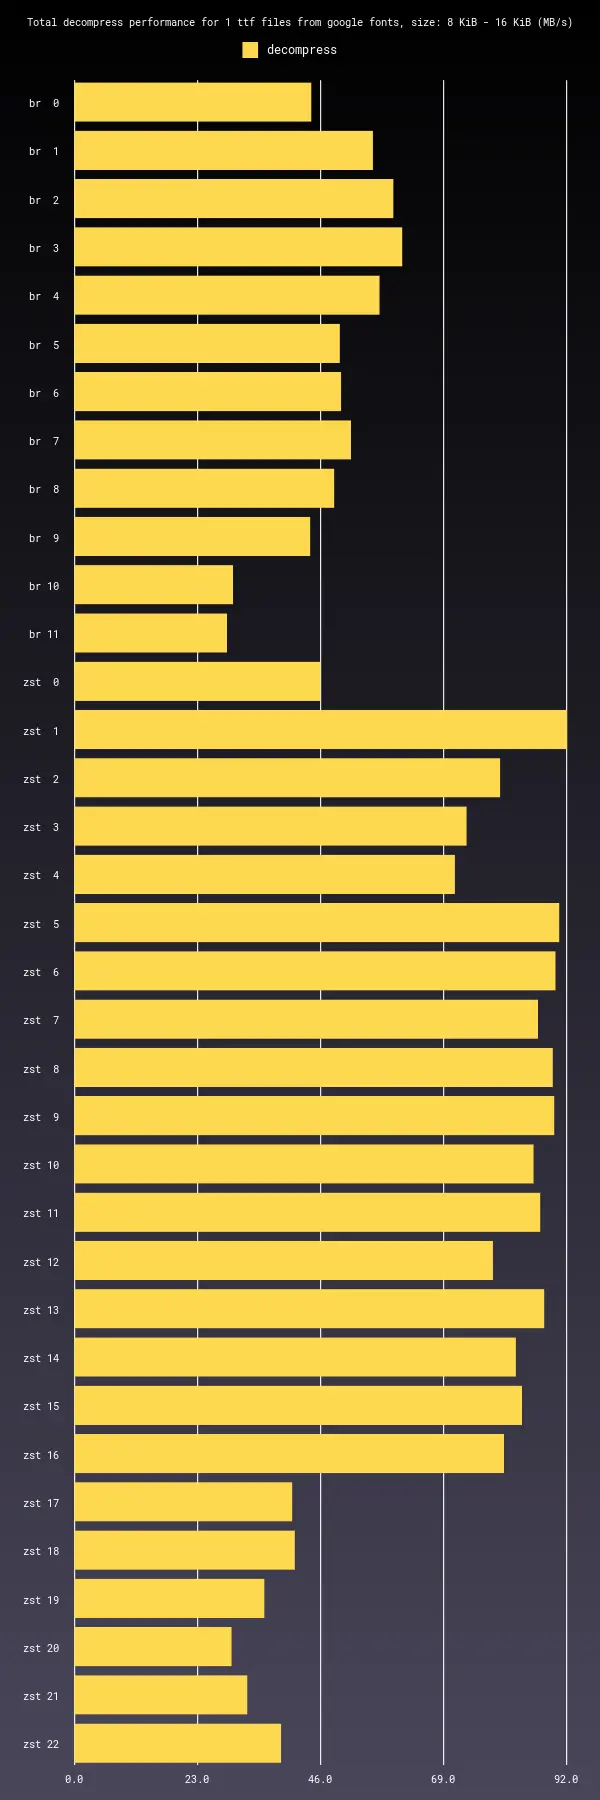 Total decompress performance for 1 ttf files from google fonts, size: 8 KiB - 16 KiB (MB/s)
decompress
br  0
br  1
br  2
br  3
br  4
br  5
br  6
br  7
br  8
br  9
br 10
br 11
zst  0
zst  1
zst  2
zst  3
zst  4
zst  5
zst  6
zst  7
zst  8
zst  9
zst 10
zst 11
zst 12
zst 13
zst 14
zst 15
zst 16
zst 17
zst 18
zst 19
zst 20
zst 21
zst 22
0.0 23.0 46.0 69.0 92.0